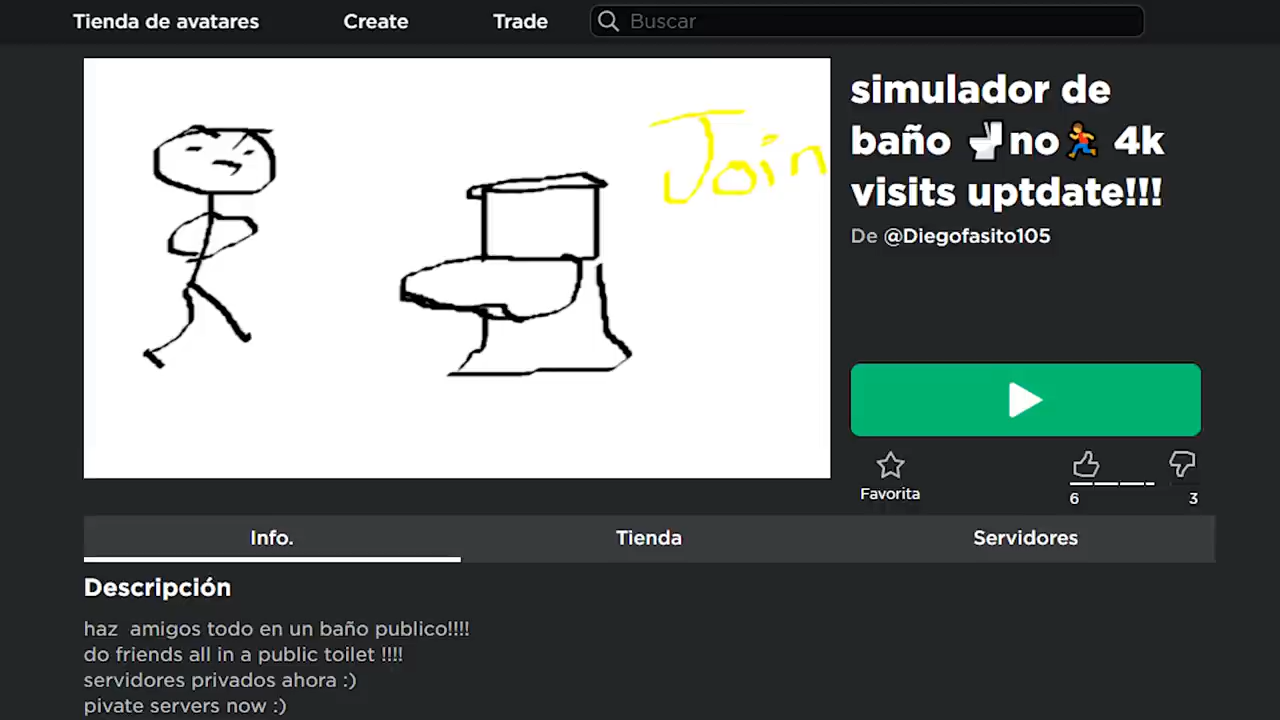 Tienda de avatares Create Trade Buscar
Join
simulador de
baño 🚽no🏃 4k
visits uptdate!!!
De @Diegofasito105
Favorita
6 3
Info. Tienda Servidores
Descripción
haz  amigos todo en un baño publico!!!!
do friends all in a public toilet !!!!
servidores privados ahora :)
pivate servers now :)